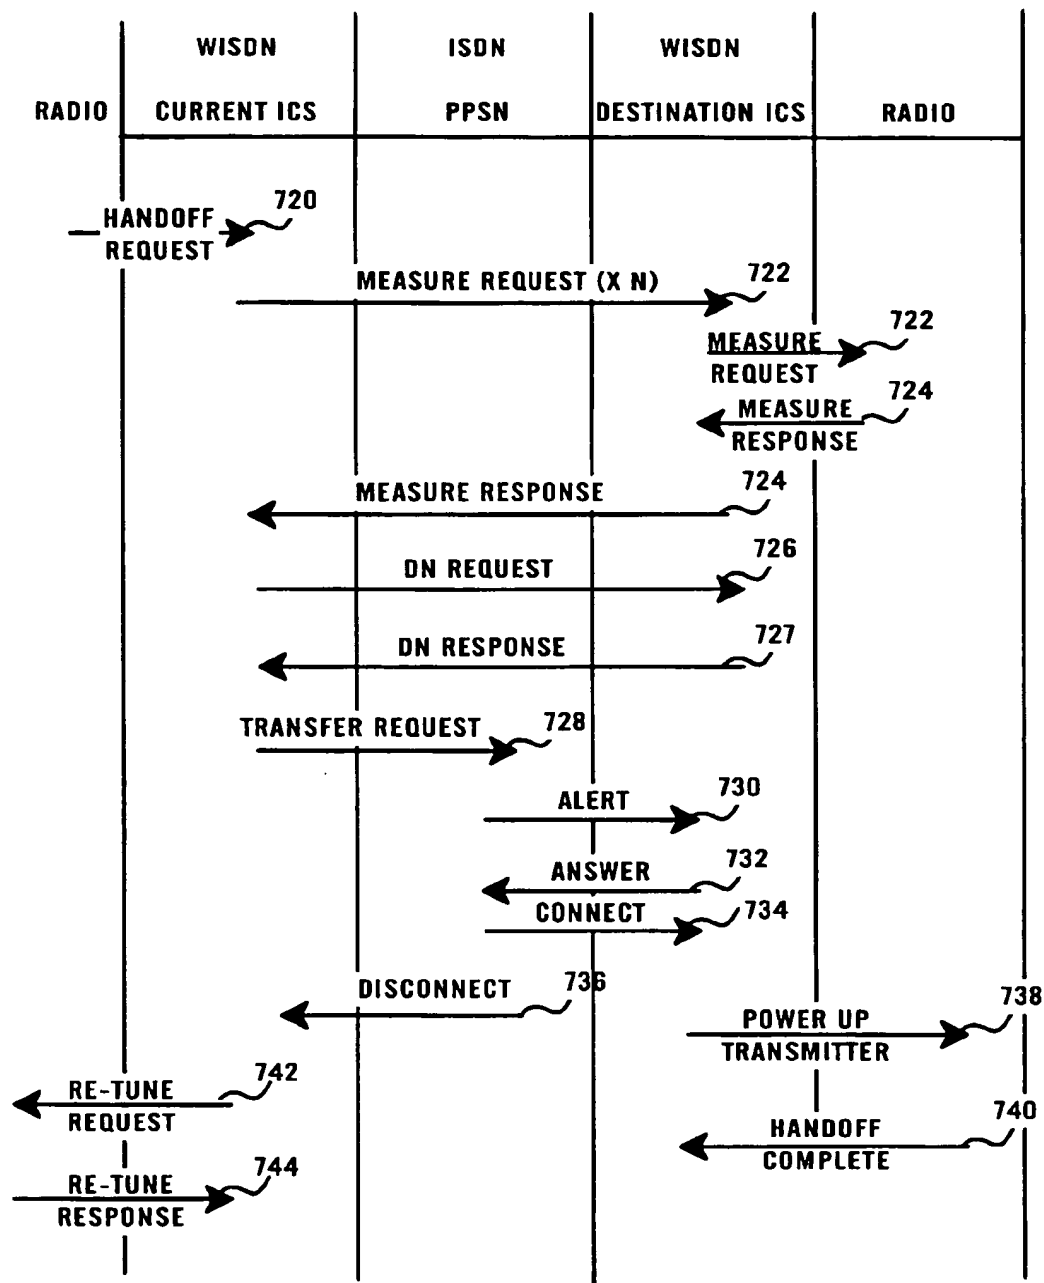 WISDN ISDN WISDN
RADIO CURRENT ICS PPSN DESTINATION ICS RADIO
720
HANDOFF
REQUEST
722
MEASURE REQUEST (X N)
722
MEASURE
REQUEST
724
MEASURE
RESPONSE
724
MEASURE RESPONSE
726
DN REQUEST
727
DN RESPONSE
728
TRANSFER REQUEST
730
ALERT
732
ANSWER
734
CONNECT
736
DISCONNECT
738
POWER UP
TRANSMITTER
742
RE-TUNE
REQUEST
740
HANDOFF
COMPLETE
744
RE-TUNE
RESPONSE